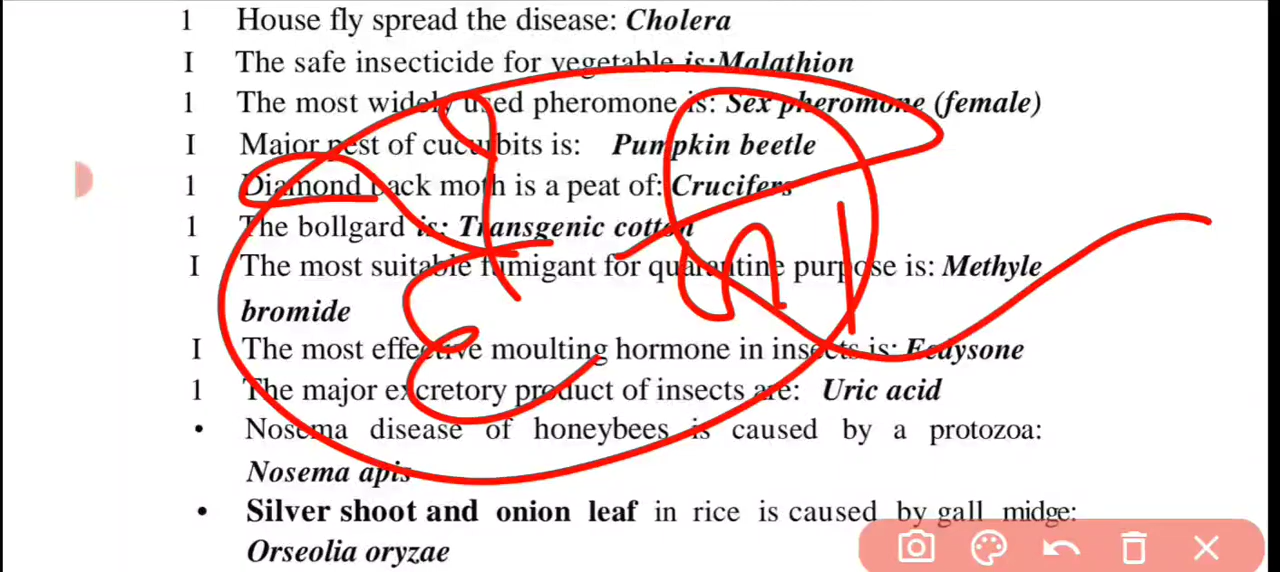 1 House fly spread the disease: Cholera
I The safe insecticide for vegetable is:Malathion
1 The most widely used pheromone is: Sex pheromone (female)
I Major pest of cucurbits is: Pumpkin beetle
1 Diamond back moth is a peat of: Crucifers
1 The bollgard is: Transgenic cotton
I The most suitable fumigant for quarantine purpose is: Methyle
bromide
I The most effective moulting hormone in insects is: Ecdysone
1 The major excretory product of insects are: Uric acid
• Nosema disease of honeybees is caused by a protozoa:
Nosema apis
• Silver shoot and onion leaf in rice is caused by gall midge:
Orseolia oryzae